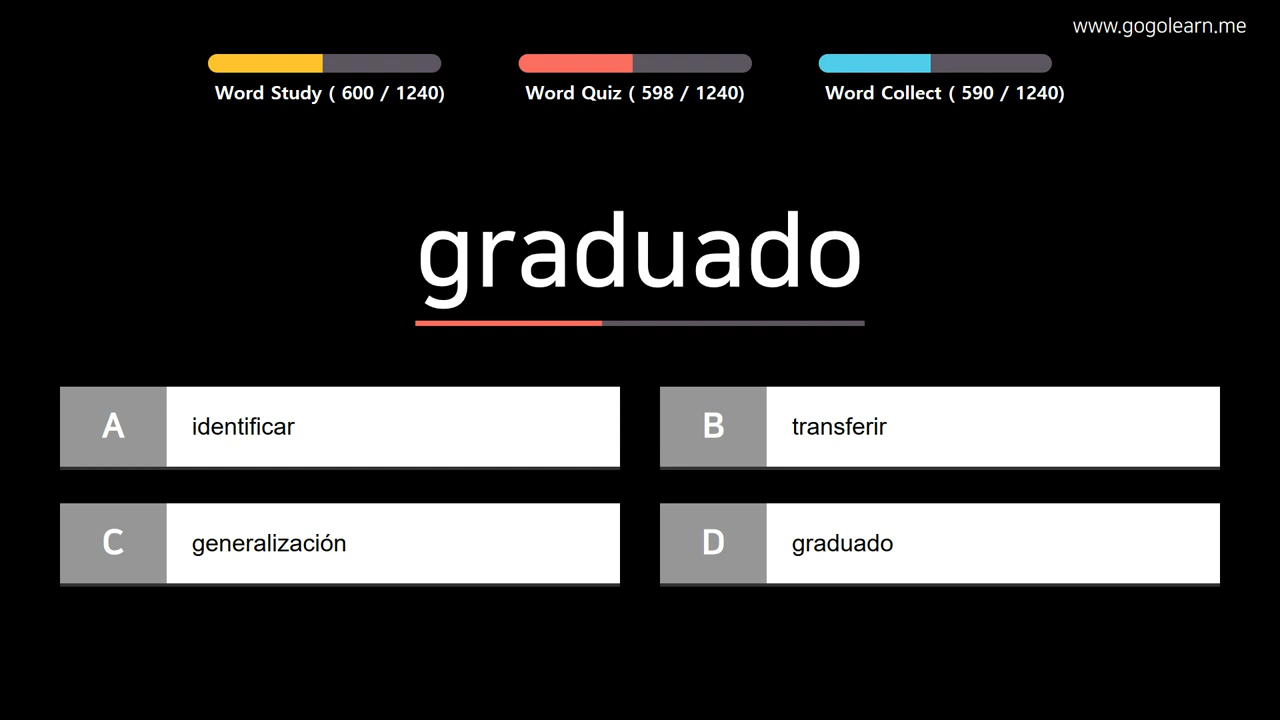 www.gogolearn.me
Word Study ( 600 / 1240)
Word Quiz ( 598 / 1240)
Word Collect ( 590 / 1240)
graduado
A identificar
B transferir
C generalización
D graduado